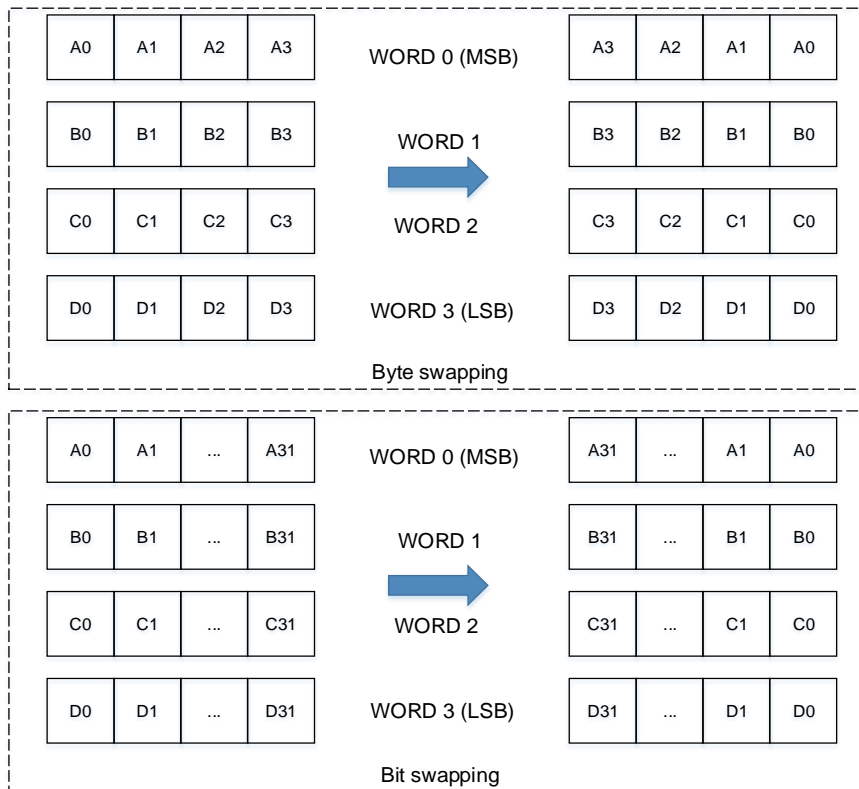 A0 A1 A2 A3 WORD 0 (MSB) A3 A2 A1 A0
B0 B1 B2 B3 WORD 1 B3 B2 B1 B0
C0 C1 C2 C3 WORD 2 C3 C2 C1 C0
D0 D1 D2 D3 WORD 3 (LSB) D3 D2 D1 D0
Byte swapping
A0 A1 ... A31 WORD 0 (MSB) A31 ... A1 A0
B0 B1 ... B31 WORD 1 B31 ... B1 B0
C0 C1 ... C31 WORD 2 C31 ... C1 C0
D0 D1 ... D31 WORD 3 (LSB) D31 ... D1 D0
Bit swapping